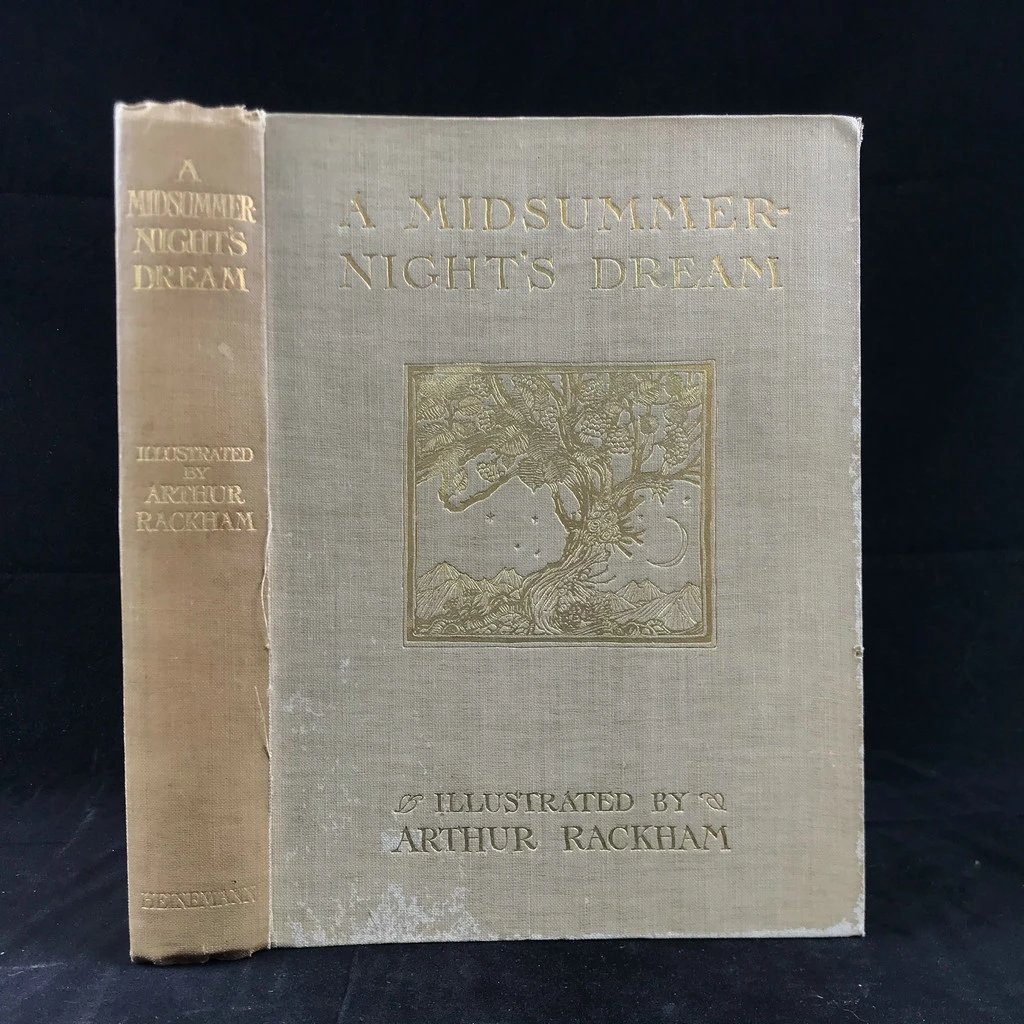 A
MIDSUMMER
NIGHT'S
DREAM
ILLUSTRATED
BY
ARTHUR
RACKHAM
HEINEMANN
A MIDSUMMER-
NIGHT'S DREAM
ILLUSTRATED BY
ARTHUR RACKHAM